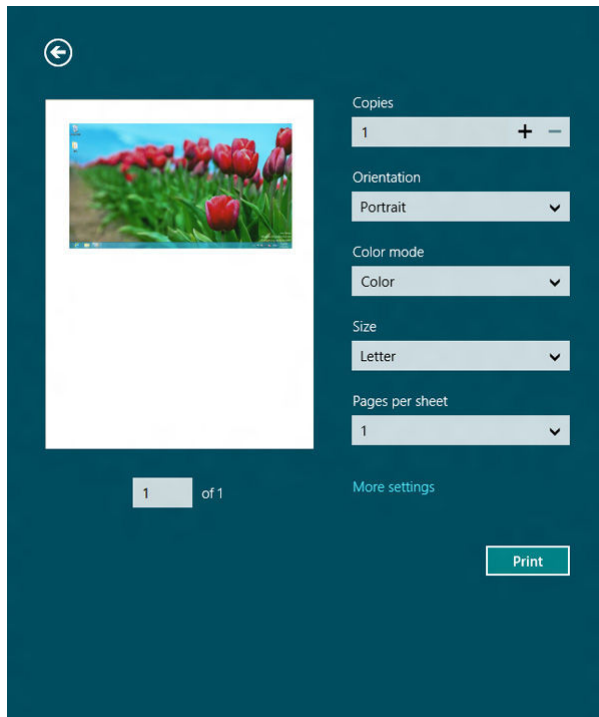 Copies
1
Orientation
Portrait
Color mode
Color
Size
Letter
Pages per sheet
1
More settings
1 of 1
Print